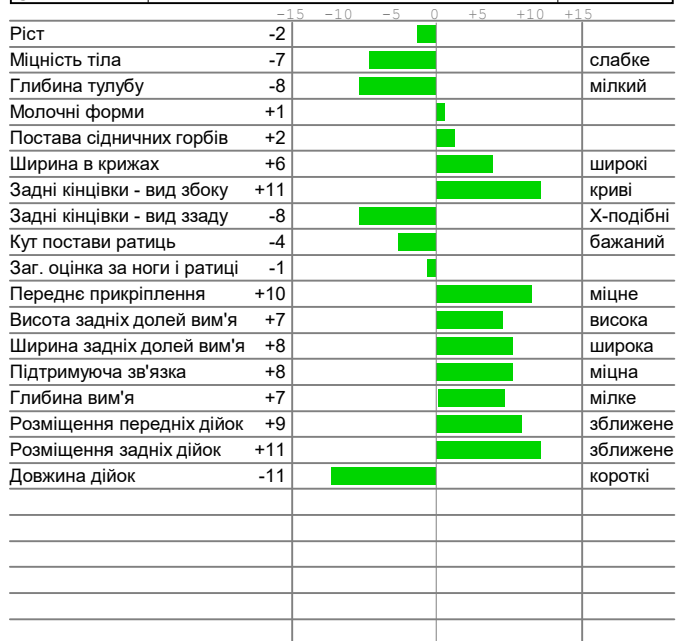 -15 -10 -5 0 +5 +10 +15
Ріст -2
Міцність тіла -7 слабке
Глибина тулубу -8 мілкий
Молочні форми +1
Постава сідничних горбів +2
Ширина в крижах +6 широкі
Задні кінцівки - вид збоку +11 криві
Задні кінцівки - вид ззаду -8 Х-подібні
Кут постави ратиць -4 бажаний
Заг. оцінка за ноги і ратиці -1
Переднє прикріплення +10 міцне
Висота задніх долей вим'я +7 висока
Ширина задніх долей вим'я +8 широка
Підтримуюча зв'язка +8 міцна
Глибина вим'я +7 мілке
Розміщення передніх дійок +9 зближене
Розміщення задніх дійок +11 зближене
Довжина дійок -11 короткі